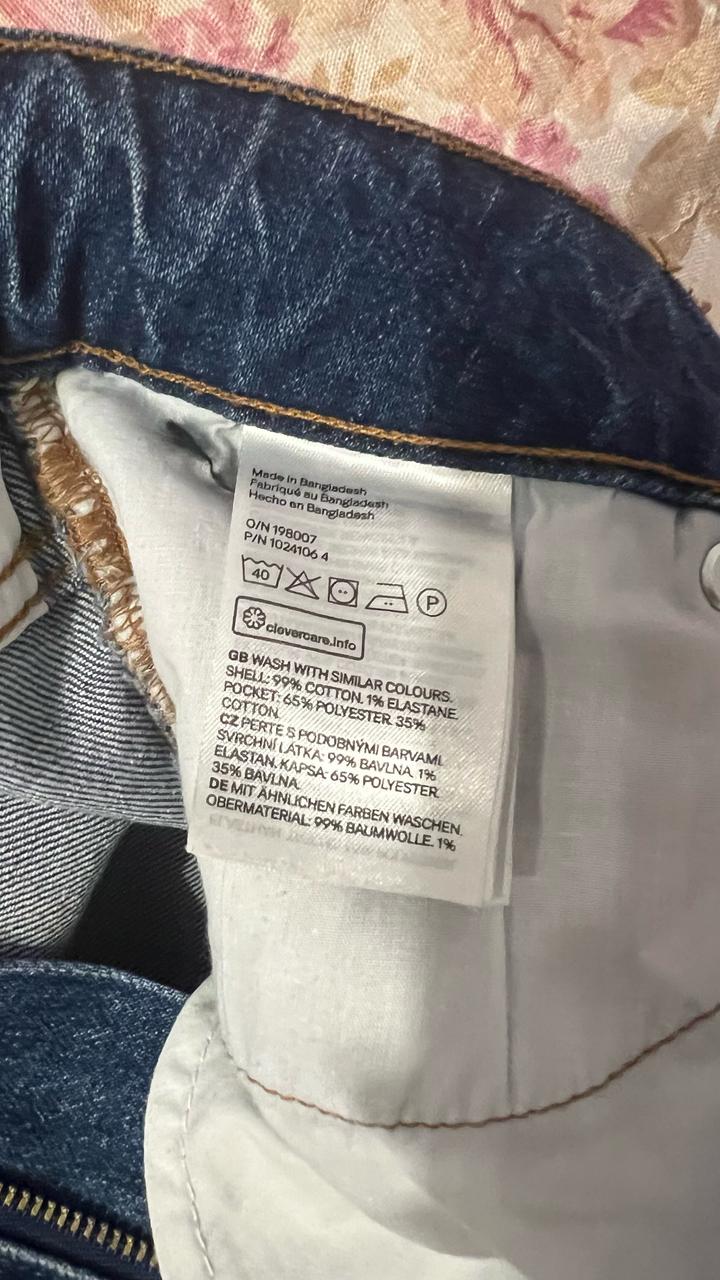 Made in Bangladesh
Fabriqué au Bangladesh
Hecho en Bangladesh
O/N 198007
P/N 1024106 4
40 P
clevercare.info
GB WASH WITH SIMILAR COLOURS.
SHELL: 99% COTTON. 1% ELASTANE.
POCKET: 65% POLYESTER. 35%
COTTON.
CZ PERTE S PODOBNÝMI BARVAMI.
SVRCHNÍ LÁTKA: 99% BAVLNA. 1%
ELASTAN. KAPSA: 65% POLYESTER.
35% BAVLNA.
DE MIT ÄHNLICHEN FARBEN WASCHEN.
OBERMATERIAL: 99% BAUMWOLLE. 1%